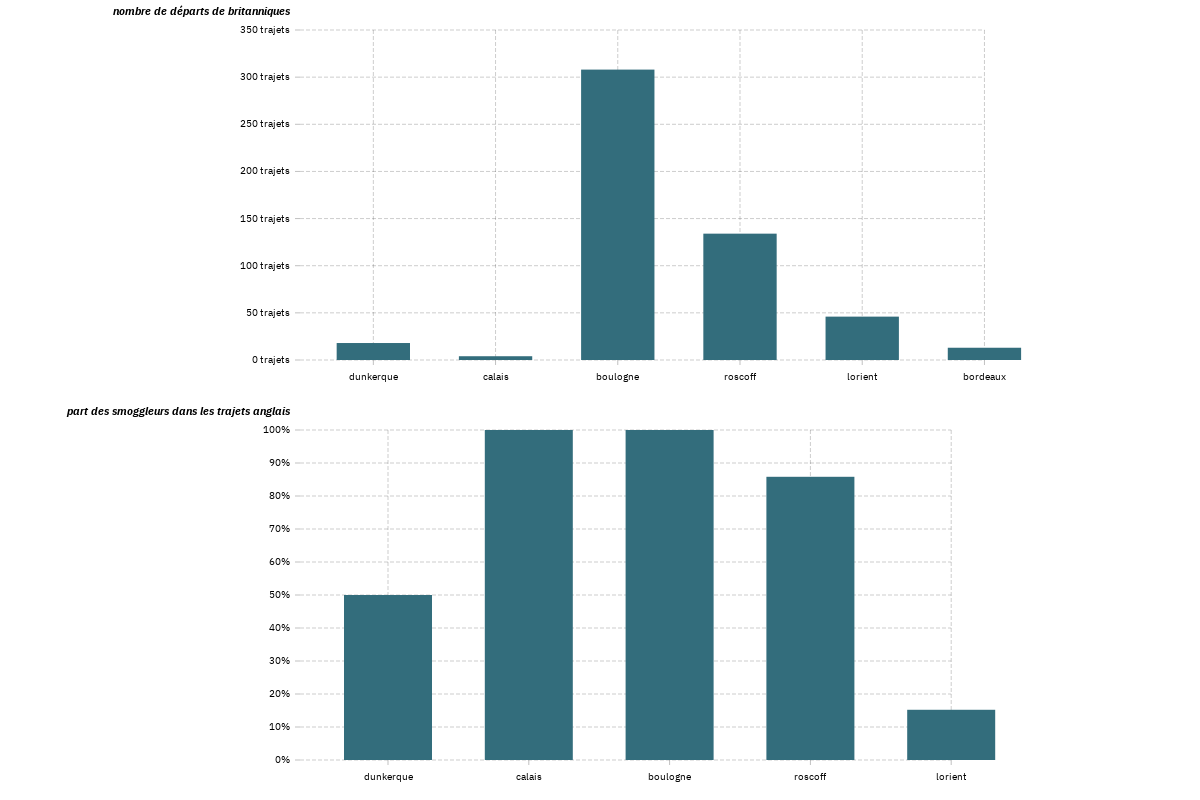 nombre de départs de britanniques
350 trajets
300 trajets
250 trajets
200 trajets
150 trajets
100 trajets
50 trajets
0 trajets
dunkerque calais boulogne roscoff lorient bordeaux
part des smoggleurs dans les trajets anglais
100%
90%
80%
70%
60%
50%
40%
30%
20%
10%
0%
dunkerque calais boulogne roscoff lorient